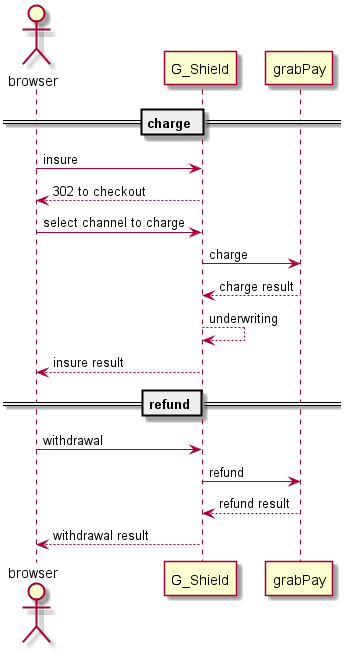 browser
G_Shield
grabPay
charge
insure
302 to checkout
select channel to charge
charge
charge result
underwriting
insure result
refund
withdrawal
refund
refund result
withdrawal result
browser
G_Shield
grabPay